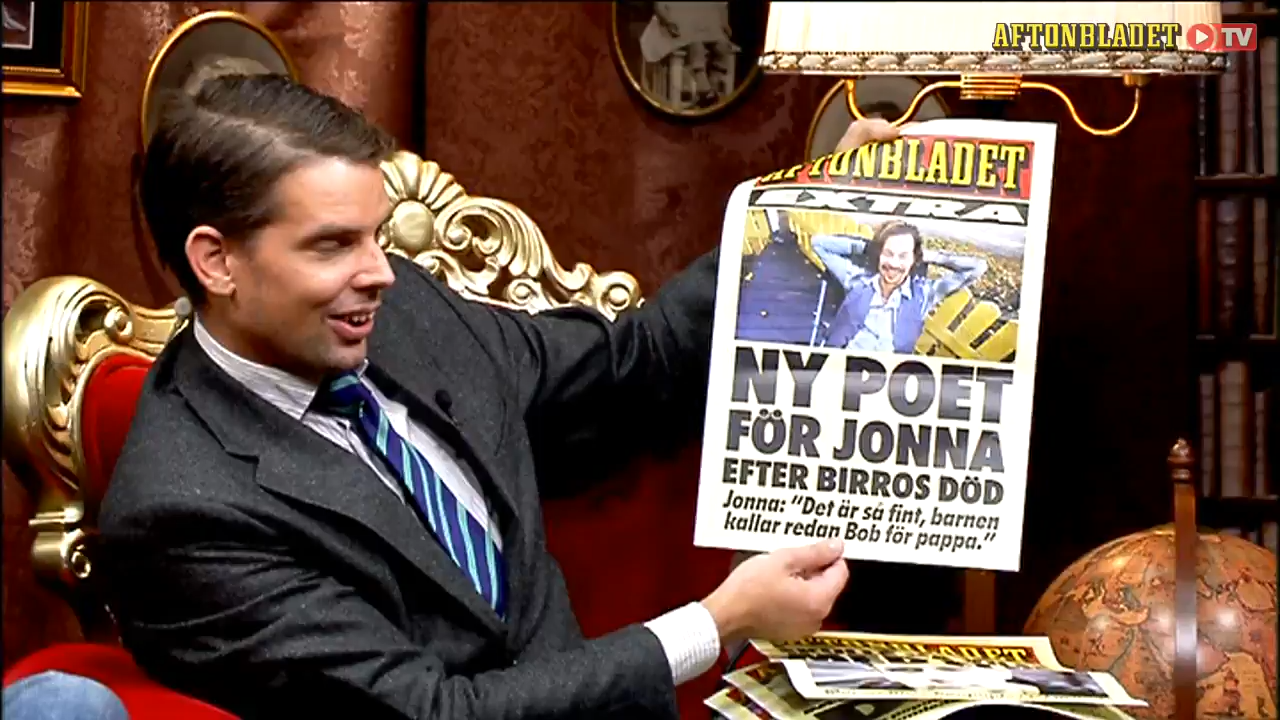 AFTONBLADET TV
AFTONBLADET
EXTRA
NY POET
FÖR JONNA
EFTER BIRROS DÖD
Jonna: "Det är så fint, barnen
kallar redan Bob för pappa."